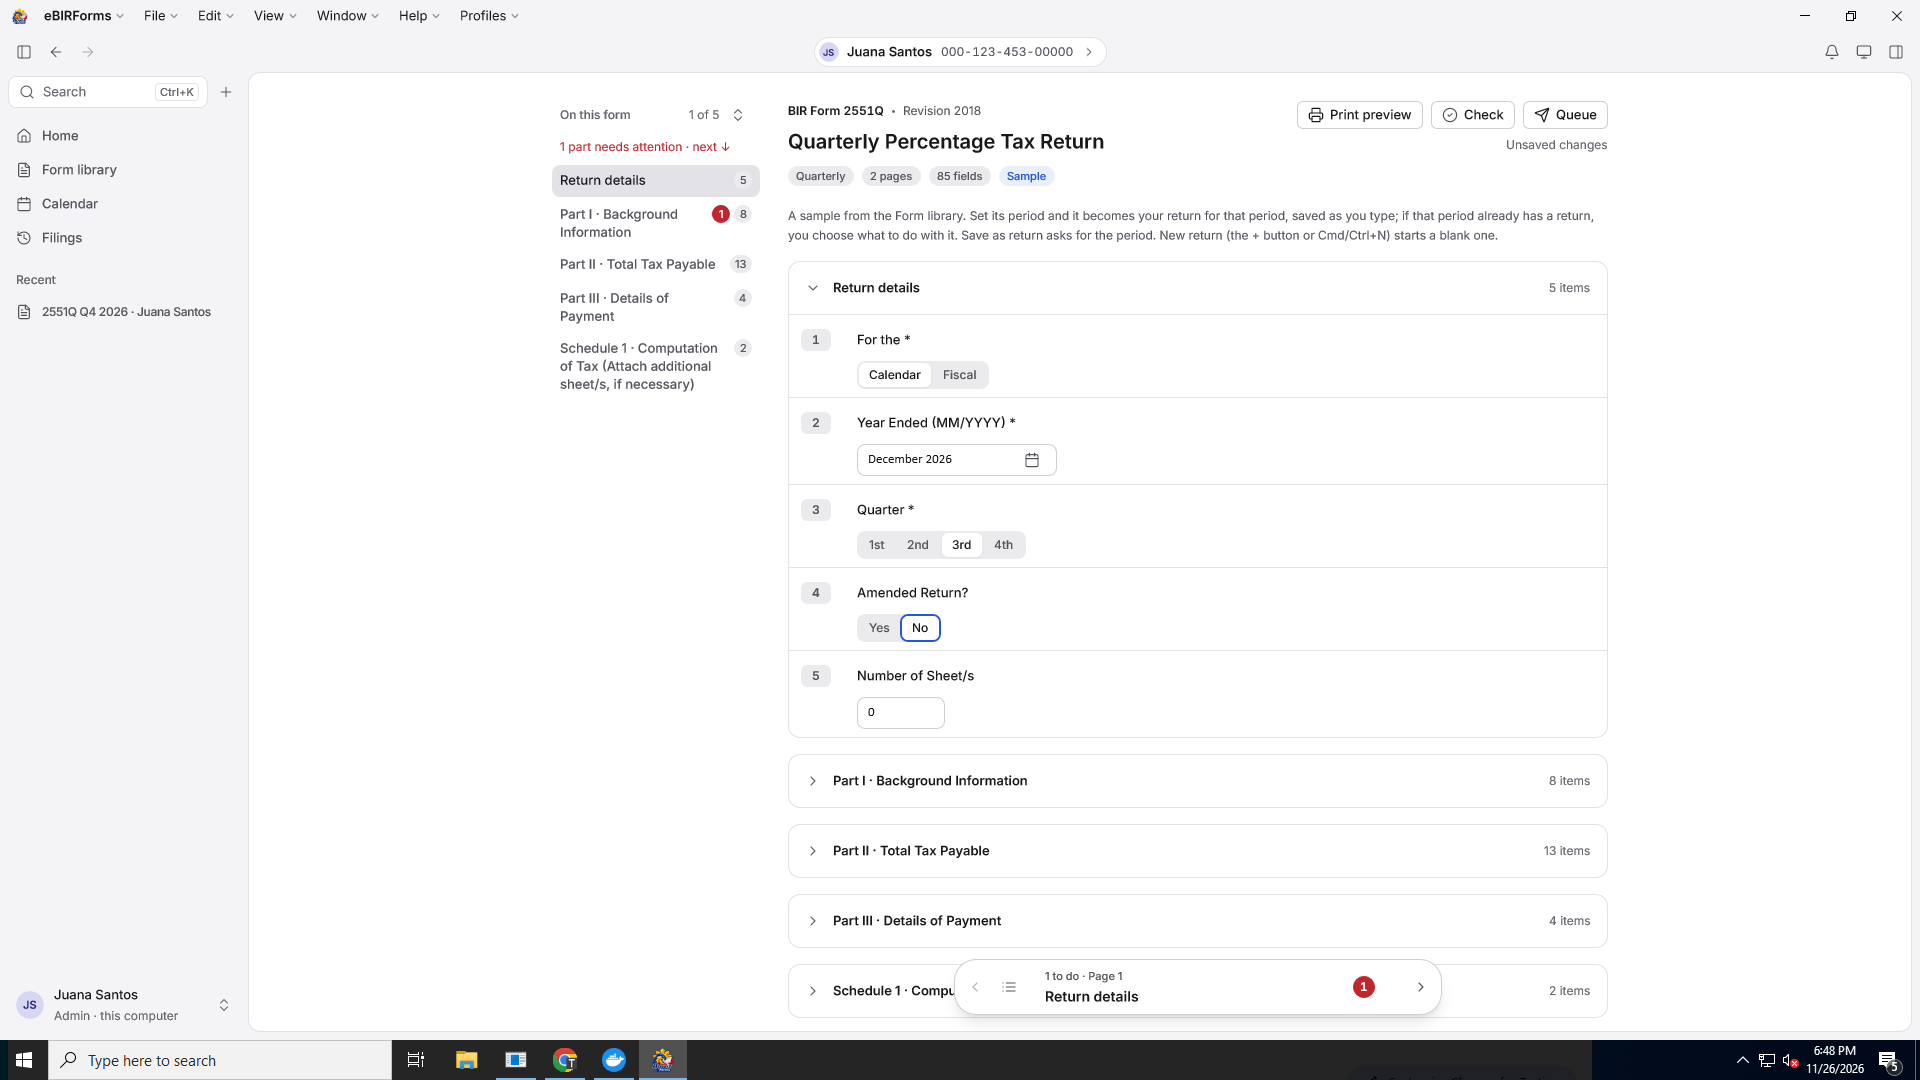 eBIRForms File Edit View Window Help Profiles
JS Juana Santos 000-123-453-00000
Search Ctrl+K
Home
Form library
Calendar
Filings
Recent
2551Q Q4 2026 · Juana Santos
JS
Juana Santos
Admin · this computer
On this form 1 of 5
1 part needs attention · next ↓
Return details 5
Part I · Background Information 1 8
Part II · Total Tax Payable 13
Part III · Details of Payment 4
Schedule 1 · Computation of Tax (Attach additional sheet/s, if necessary) 2
BIR Form 2551Q · Revision 2018
Quarterly Percentage Tax Return
Print preview Check Queue
Unsaved changes
Quarterly 2 pages 85 fields Sample
A sample from the Form library. Set its period and it becomes your return for that period, saved as you type; if that period already has a return,
you choose what to do with it. Save as return asks for the period. New return (the + button or Cmd/Ctrl+N) starts a blank one.
Return details 5 items
1 For the *
Calendar Fiscal
2 Year Ended (MM/YYYY) *
December 2026
3 Quarter *
1st 2nd 3rd 4th
4 Amended Return?
Yes No
5 Number of Sheet/s
0
Part I · Background Information 8 items
Part II · Total Tax Payable 13 items
Part III · Details of Payment 4 items
Schedule 1 · 2 items
1 to do · Page 1
Return details 1
Type here to search
6:48 PM
11/26/2026
5